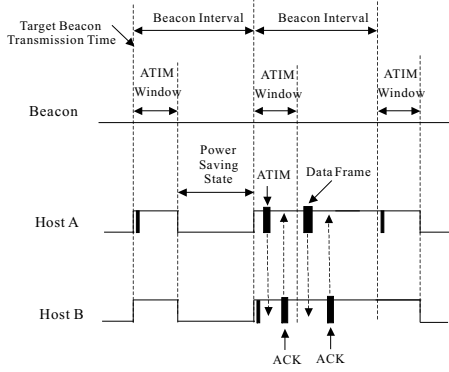 Beacon Interval
Beacon Interval
Target Beacon
Transmission Time
ATIM
Window
ATIM
Window
ATIM
Window
Beacon
Power
Saving
State
ATIM
Data Frame
Host A
Host B
ACK
ACK